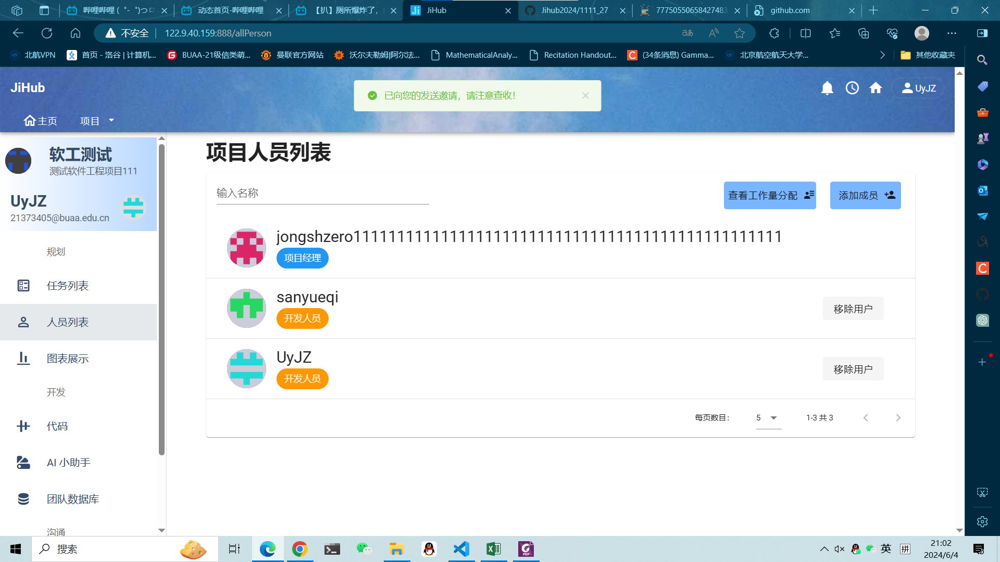 哔哩哔哩 (゜-゜)つロ
动态首页-哔哩哔哩
【扒】厕所爆炸了，
JiHub
Jihub2024/1111_27
77750550658427483
github.com
不安全
122.9.40.159:888/allPerson
北航VPN
首页 - 洛谷 | 计算机...
BUAA-21级信类萌...
曼联官方网站
沃尔夫勒姆|阿尔法...
MathematicalAnaly...
Recitation Handout...
(34条消息) Gamma...
北京航空航天大学...
其他收藏夹
JiHub
已向您的发送邀请，请注意查收！
UyJZ
主页
项目
软工测试
测试软件工程项目111
UyJZ
21373405@buaa.edu.cn
规划
任务列表
人员列表
图表展示
开发
代码
AI 小助手
团队数据库
沟通
项目人员列表
输入名称
查看工作量分配
添加成员
项目经理
sanyueqi
开发人员
移除用户
UyJZ
开发人员
移除用户
每页数目：
5
1-3 共 3
搜索
PDF
英
拼
21:02
2024/6/4